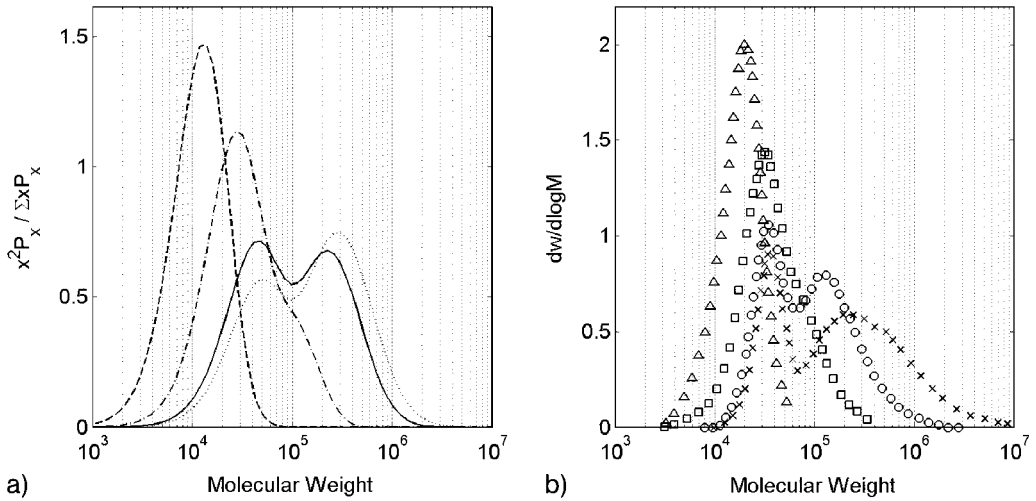 1.5
1
0.5
0
x²Pₓ / ΣxPₓ
10³ 10⁴ 10⁵ 10⁶ 10⁷
Molecular Weight
a)
2
1.5
1
0.5
0
dw/dlogM
10³ 10⁴ 10⁵ 10⁶ 10⁷
Molecular Weight
b)